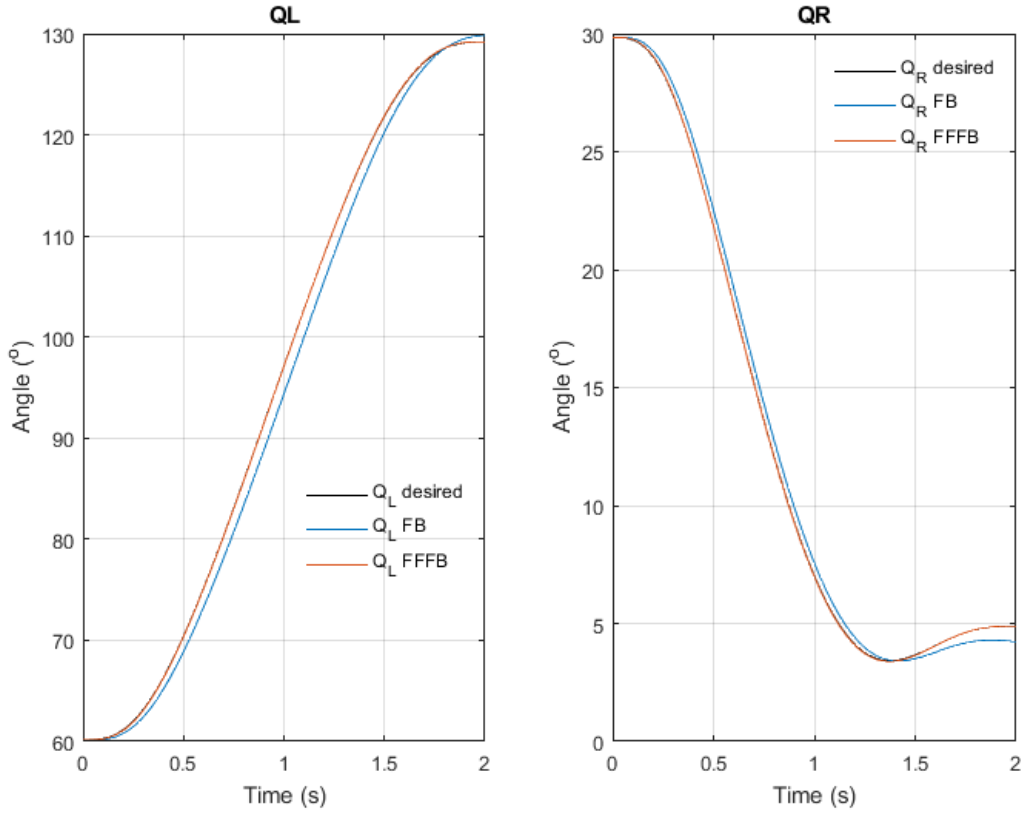 QL
130
120
110
100
90
80
70
60
Angle (°)
Q_L desired
Q_L FB
Q_L FFFB
0 0.5 1 1.5 2
Time (s)
QR
30
25
20
15
10
5
0
Angle (°)
Q_R desired
Q_R FB
Q_R FFFB
0 0.5 1 1.5 2
Time (s)